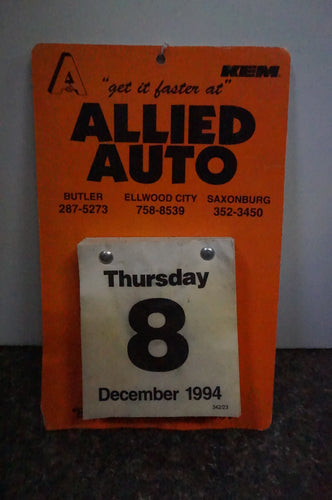 A
KEM
"get it faster at"
ALLIED
AUTO
BUTLER ELLWOOD CITY SAXONBURG
287-5273 758-8539 352-3450
Thursday
8
December 1994
342/23